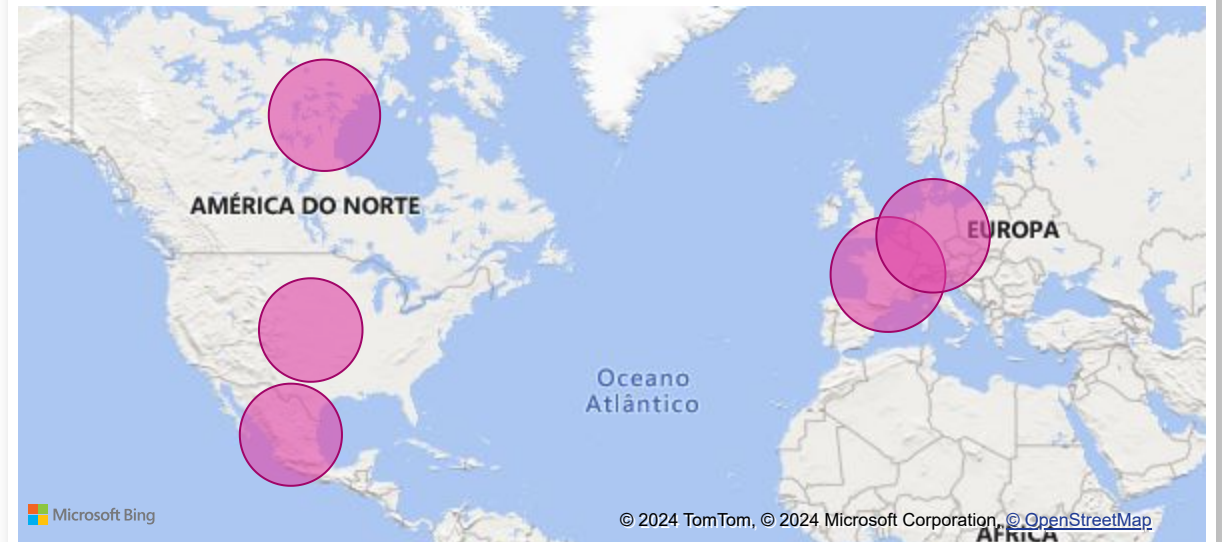 AMÉRICA DO NORTE
EUROPA
Oceano
Atlântico
Microsoft Bing
© 2024 TomTom, © 2024 Microsoft Corporation, © OpenStreetMap
ÁFRICA